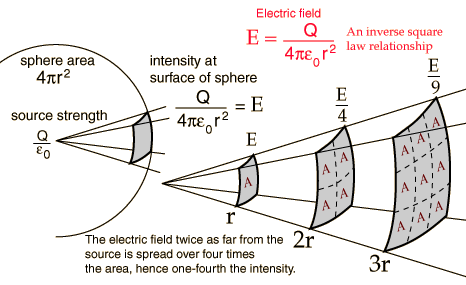 Electric field
E = Q / 4πε₀r²
An inverse square
law relationship
sphere area
4πr²
intensity at
surface of sphere
Q / 4πε₀r² = E
source strength
Q / ε₀
E
E / 4
E / 9
A
A A
A A
A A A
A A A
A A A
r
2r
3r
The electric field twice as far from the
source is spread over four times
the area, hence one-fourth the intensity.